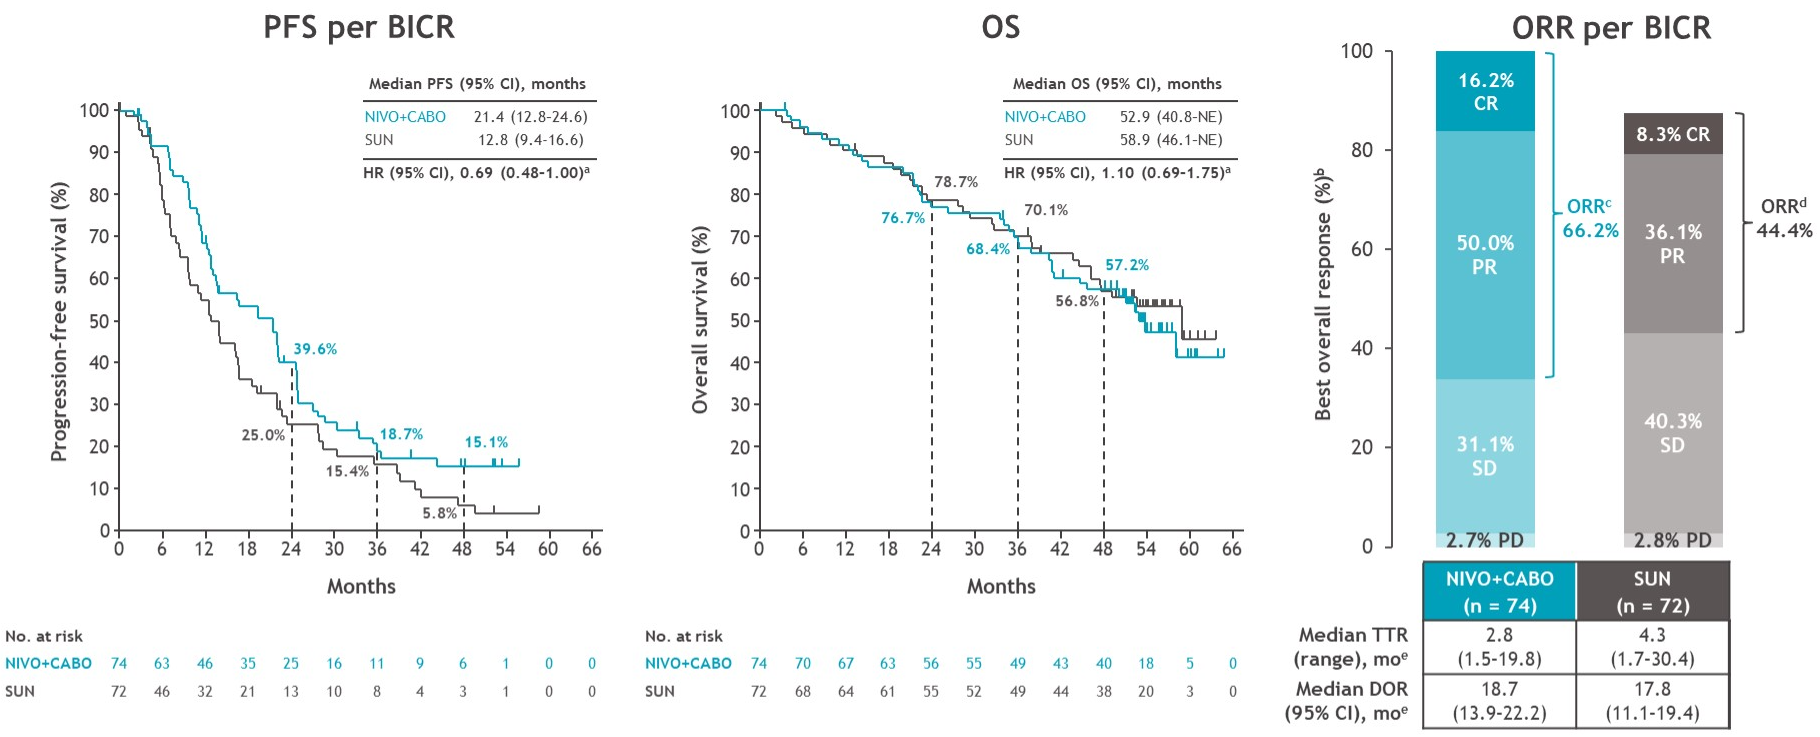 PFS per BICR
Median PFS (95% CI), months
NIVO+CABO 21.4 (12.8-24.6)
SUN 12.8 (9.4-16.6)
HR (95% CI), 0.69 (0.48-1.00)ᵃ
Progression-free survival (%)
100
90
80
70
60
50
40
30
20
10
0
39.6%
25.0%
18.7%
15.4%
15.1%
5.8%
0 6 12 18 24 30 36 42 48 54 60 66
Months
No. at risk
NIVO+CABO 74 63 46 35 25 16 11 9 6 1 0 0
SUN 72 46 32 21 13 10 8 4 3 1 0 0
OS
Median OS (95% CI), months
NIVO+CABO 52.9 (40.8-NE)
SUN 58.9 (46.1-NE)
HR (95% CI), 1.10 (0.69-1.75)ᵃ
Overall survival (%)
100
90
80
70
60
50
40
30
20
10
0
78.7%
76.7%
70.1%
68.4%
57.2%
56.8%
0 6 12 18 24 30 36 42 48 54 60 66
Months
No. at risk
NIVO+CABO 74 70 67 63 56 55 49 43 40 18 5 0
SUN 72 68 64 61 55 52 49 44 38 20 3 0
ORR per BICR
Best overall response (%)ᵇ
100
80
60
40
20
0
16.2%
CR
50.0%
PR
31.1%
SD
2.7% PD
ORRᶜ
66.2%
8.3% CR
36.1%
PR
40.3%
SD
2.8% PD
ORRᵈ
44.4%
NIVO+CABO SUN
(n = 74) (n = 72)
Median TTR 2.8 4.3
(range), moᵉ (1.5-19.8) (1.7-30.4)
Median DOR 18.7 17.8
(95% CI), moᵉ (13.9-22.2) (11.1-19.4)